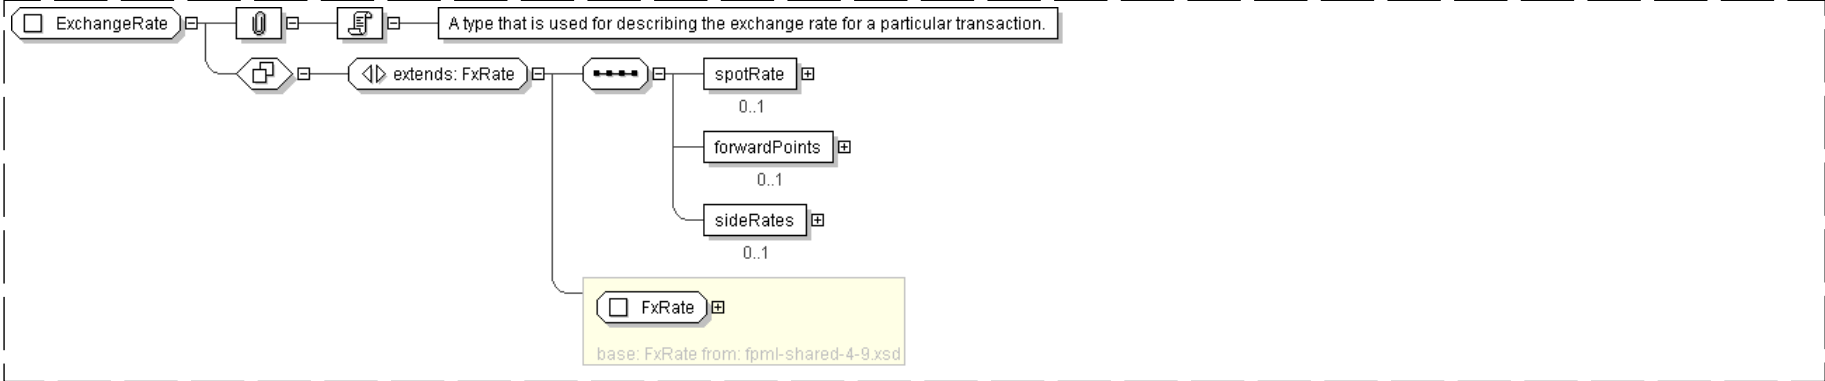 ExchangeRate
A type that is used for describing the exchange rate for a particular transaction.
extends: FxRate
spotRate
0..1
forwardPoints
0..1
sideRates
0..1
FxRate
base: FxRate from: fpml-shared-4-9.xsd